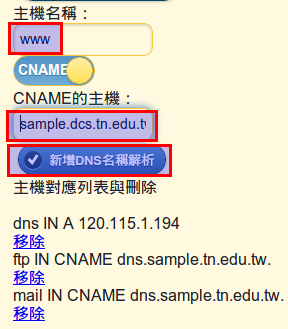 主機名稱：
www
CNAME
CNAME的主機：
sample.dcs.tn.edu.tw
新增DNS名稱解析
主機對應列表與刪除
dns IN A 120.115.1.194
移除
ftp IN CNAME dns.sample.tn.edu.tw.
移除
mail IN CNAME dns.sample.tn.edu.tw.
移除